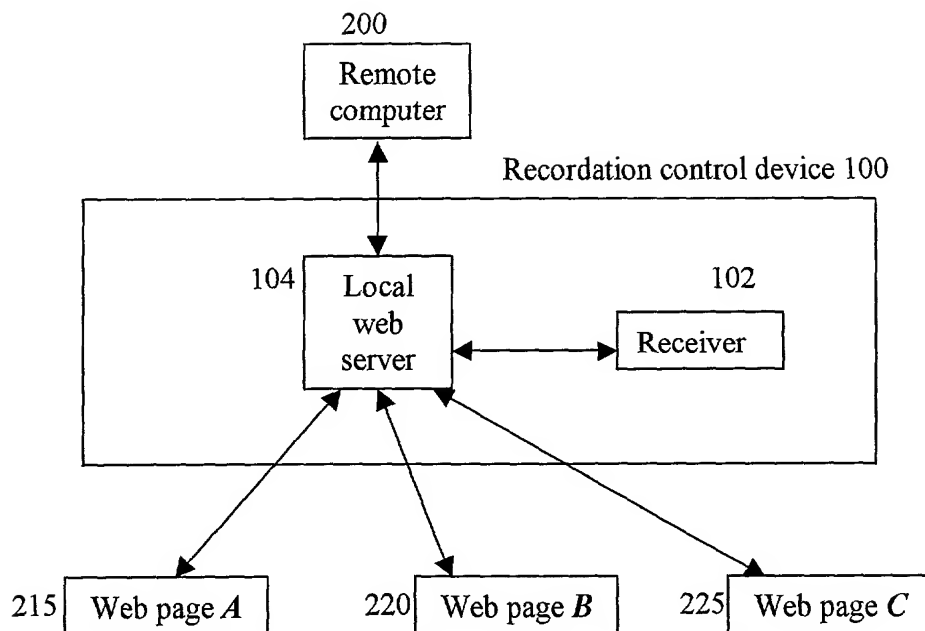 200
Remote
computer
Recordation control device 100
104
Local
web
server
102
Receiver
215
Web page A
220
Web page B
225
Web page C